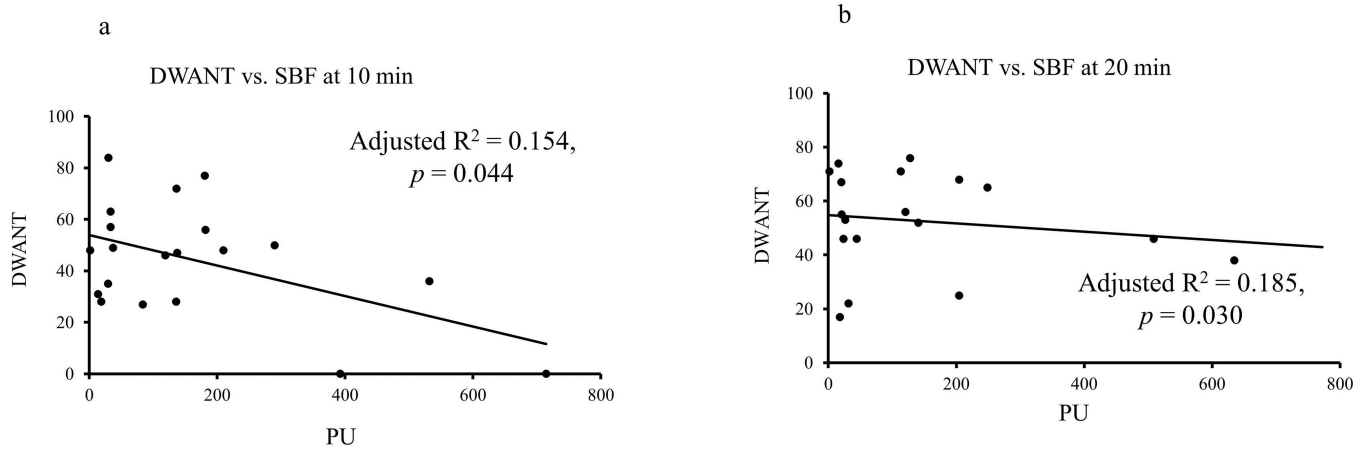 a
DWANT vs. SBF at 10 min
100
80
60
40
20
0
DWANT
Adjusted R² = 0.154,
p = 0.044
0 200 400 600 800
PU
b
DWANT vs. SBF at 20 min
100
80
60
40
20
0
DWANT
Adjusted R² = 0.185,
p = 0.030
0 200 400 600 800
PU